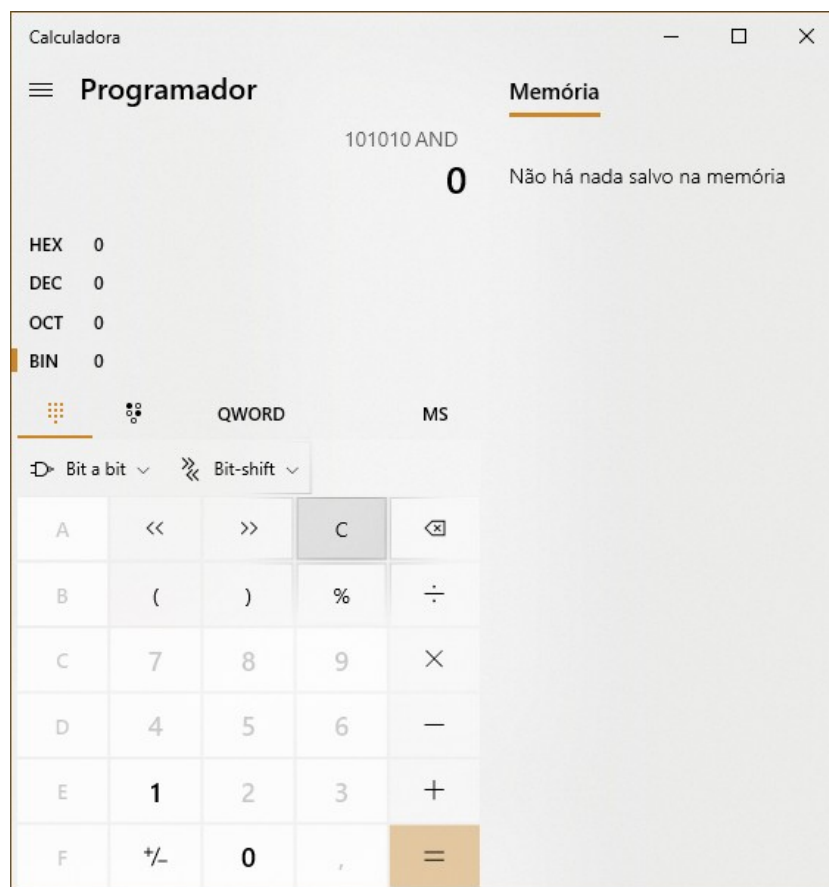 Calculadora
Programador
Memória
101010 AND
0
Não há nada salvo na memória
HEX 0
DEC 0
OCT 0
BIN 0
QWORD MS
Bit a bit Bit-shift
A << >> C
B ( ) % ÷
C 7 8 9 ×
D 4 5 6 −
E 1 2 3 +
F +/− 0 , =